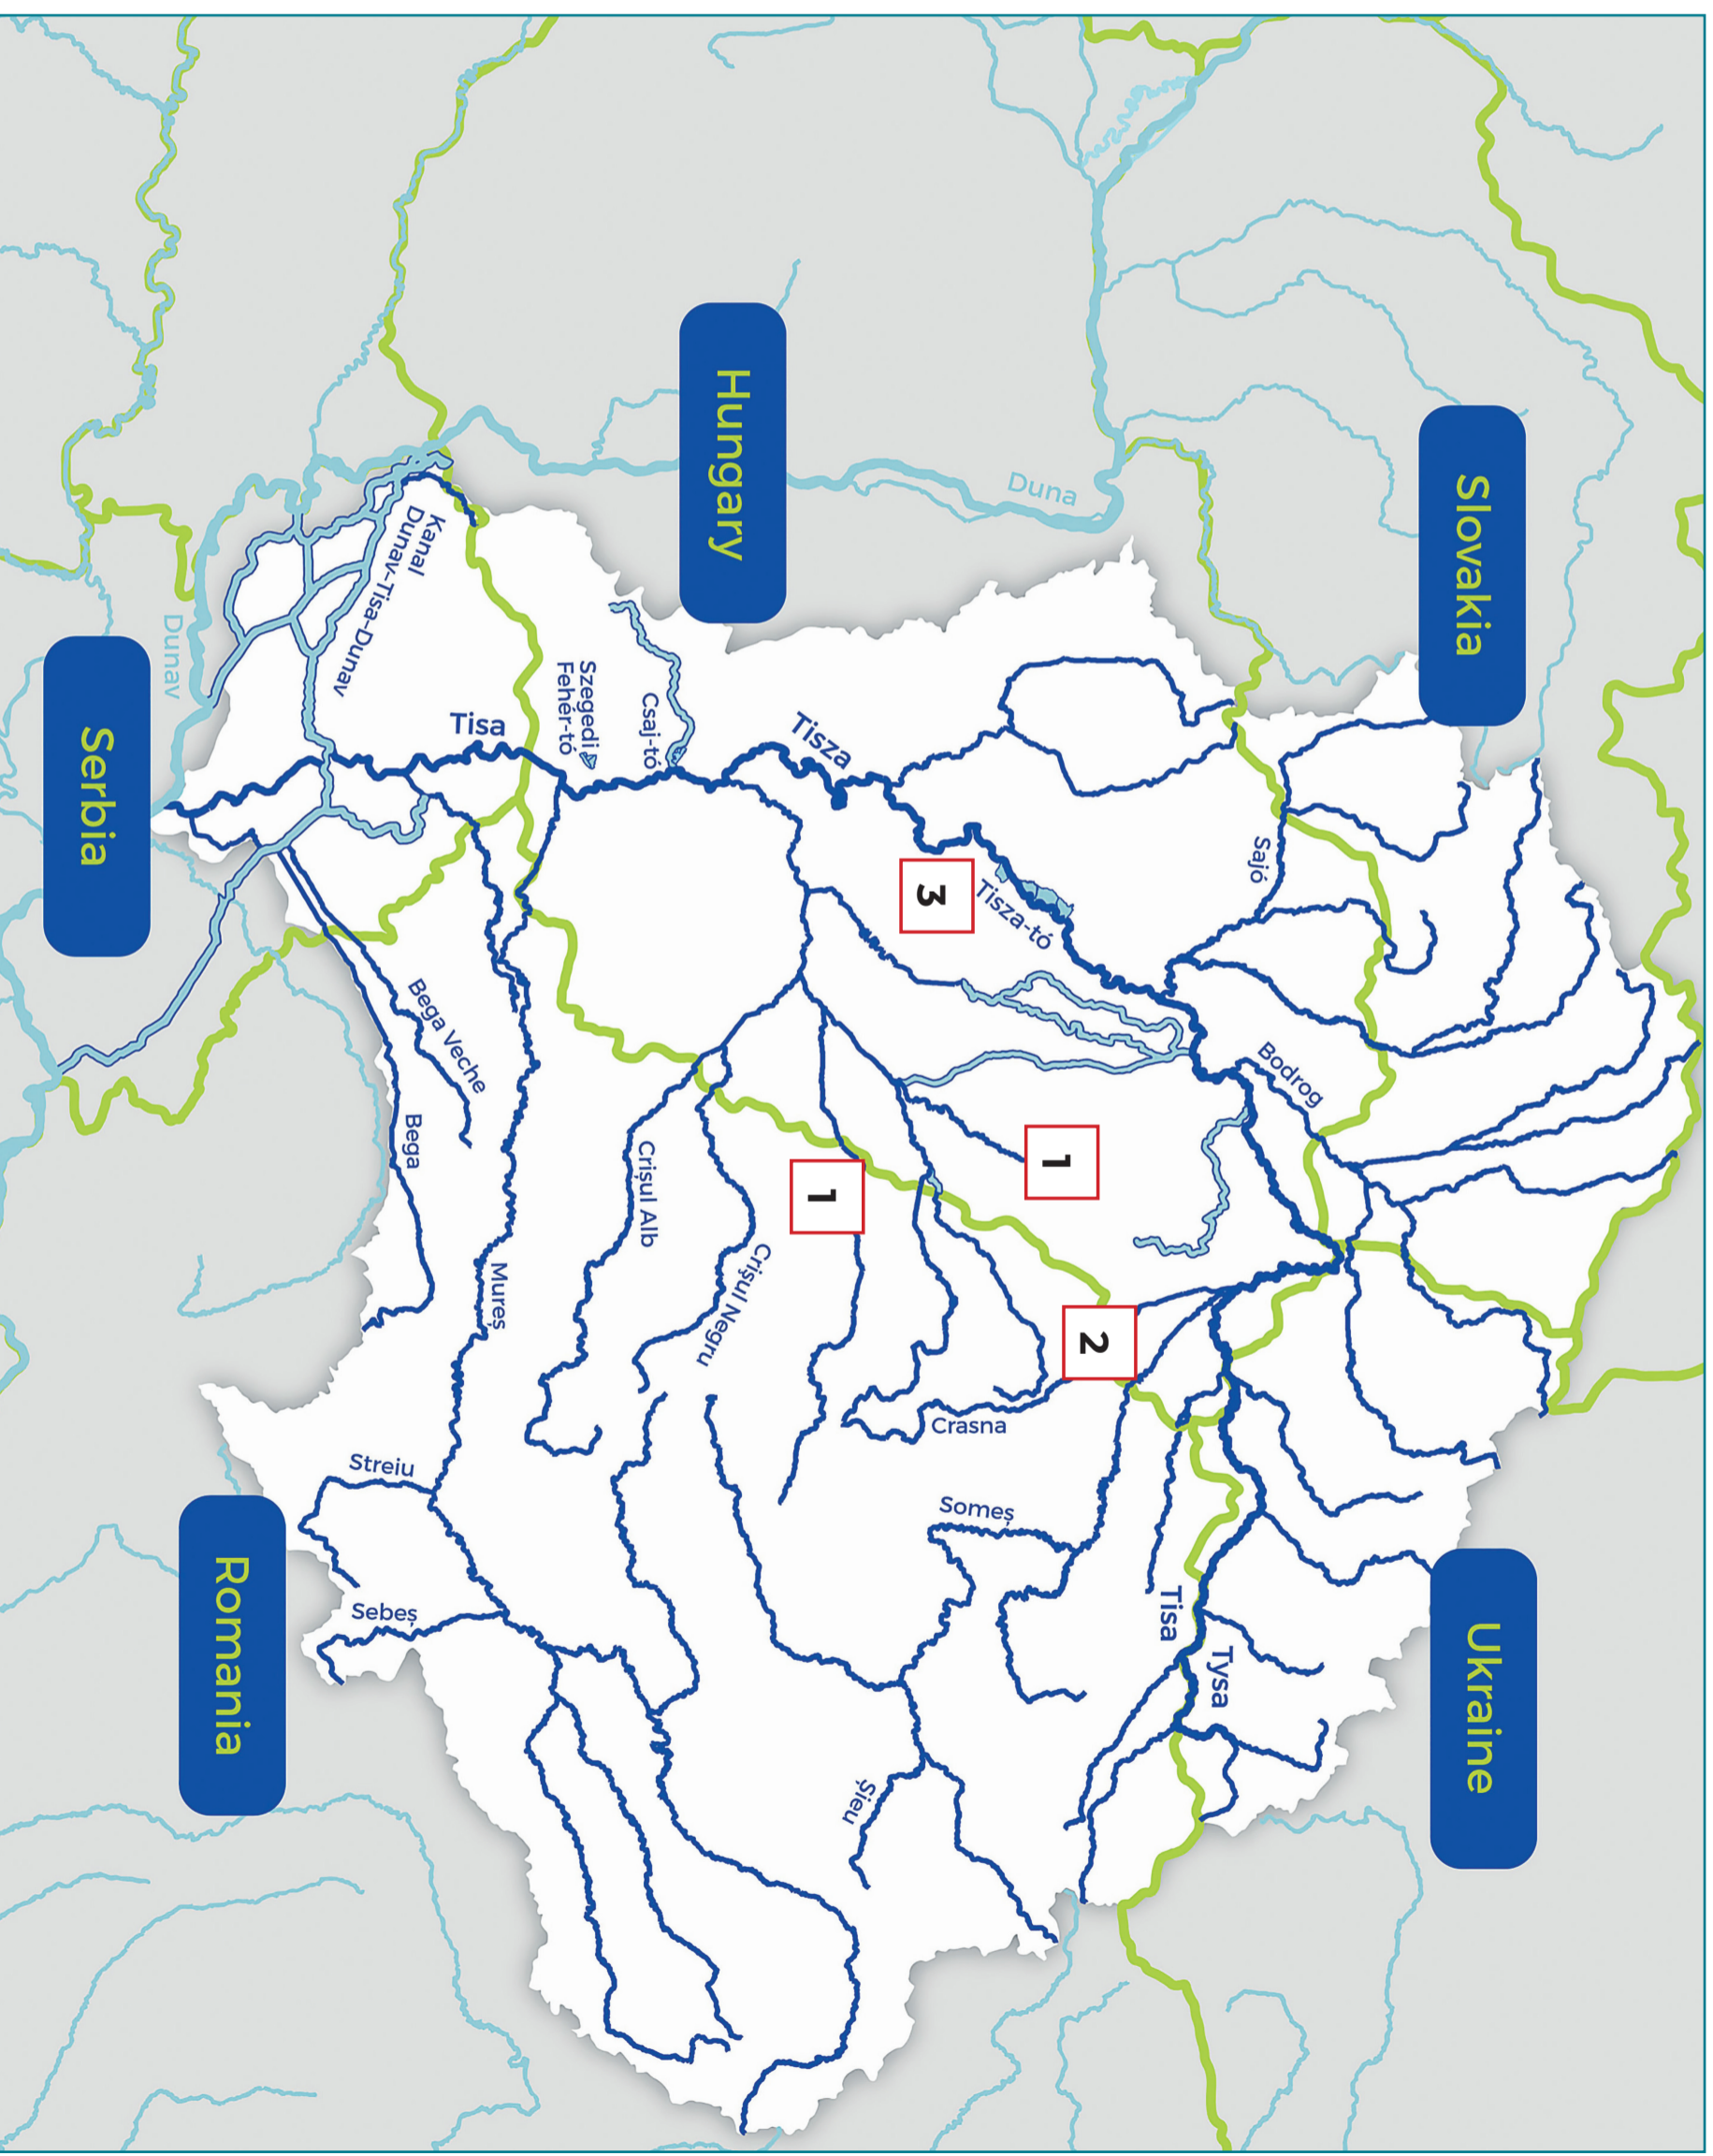 Slovakia
Ukraine
Hungary
Serbia
Romania
Duna
Dunav
Kanal
Dunav-Tisa-Dunav
Tisa
Szegedi
Fehér-tó
Csaj-tó
Tisza
Tisza-tó
Sajó
Bodrog
3
1
1
2
Bega Veche
Bega
Crișul Alb
Crișul Negru
Mureș
Crasna
Someș
Streiu
Sebeș
Tisa
Tysa
Șieu